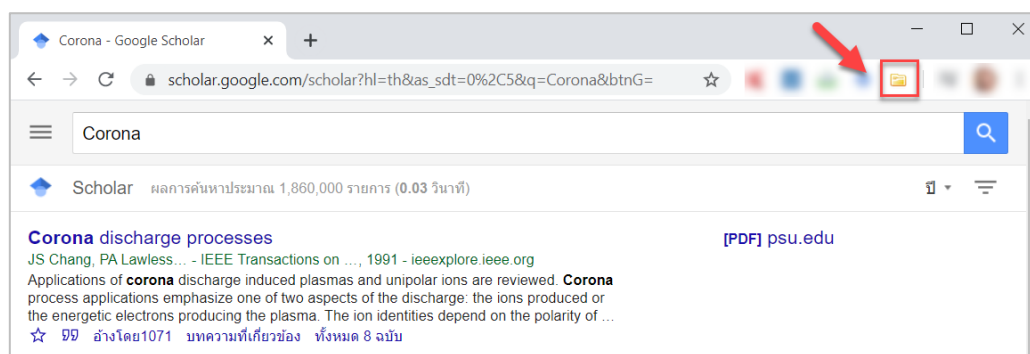 Corona - Google Scholar
scholar.google.com/scholar?hl=th&as_sdt=0%2C5&q=Corona&btnG=
Corona
Scholar ผลการค้นหาประมาณ 1,860,000 รายการ (0.03 วินาที) ปี
Corona discharge processes [PDF] psu.edu
JS Chang, PA Lawless... - IEEE Transactions on ..., 1991 - ieeexplore.ieee.org
Applications of corona discharge induced plasmas and unipolar ions are reviewed. Corona
process applications emphasize one of two aspects of the discharge: the ions produced or
the energetic electrons producing the plasma. The ion identities depend on the polarity of ...
อ้างโดย1071 บทความที่เกี่ยวข้อง ทั้งหมด 8 ฉบับ